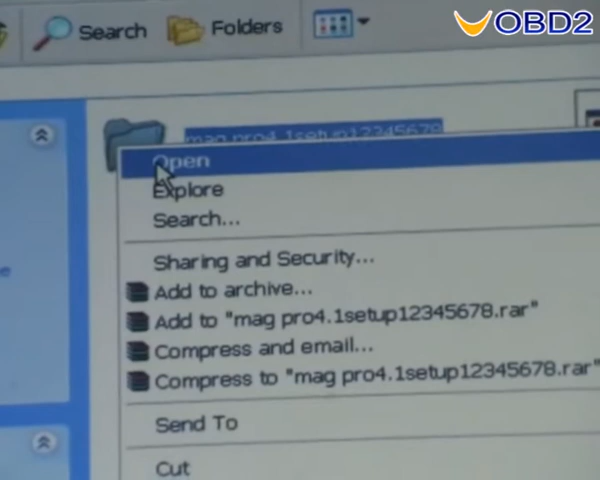 Search
Folders
UOBD2
mag pro4.1setup12345678
Open
Explore
Search...
Sharing and Security...
Add to archive...
Add to "mag pro4.1setup12345678.rar"
Compress and email...
Compress to "mag pro4.1setup12345678.rar"
Send To
Cut